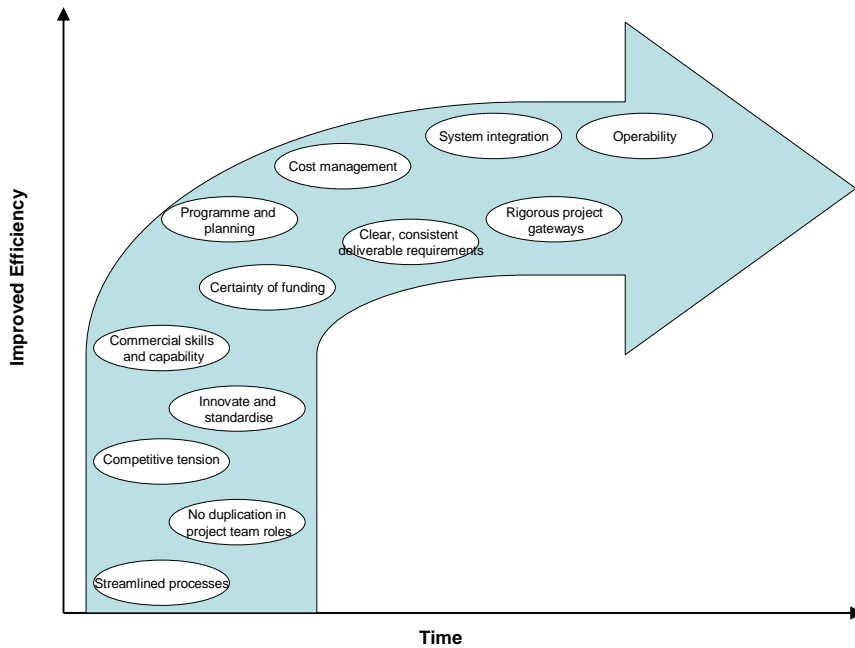 System integration
Operability
Cost management
Programme and
planning
Rigorous project
gateways
Clear, consistent
deliverable requirements
Certainty of funding
Commercial skills
and capability
Innovate and
standardise
Competitive tension
No duplication in
project team roles
Streamlined processes
Improved Efficiency
Time